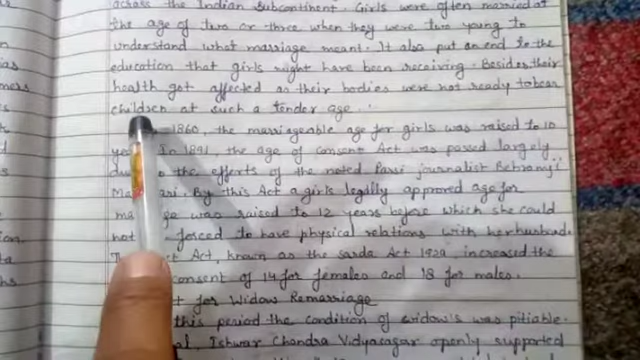 across the Indian Subcontinent. Girls were often married at
the age of two or three when they were two young to
understand what marriage meant. It also put an end to the
education that girls might have been receiving. Besides, their
health got affected as their bodies were not ready to bear
children at such a tender age.
1860, the marriageable age for girls was raised to 10
In 1891, the age of consent Act was passed largely
the efforts of the noted Parsi journalist Behramji
By this Act a girls legally approved age for
was raised to 12 years before which she could
not forced to have physical relations with her husband.
Act, known as the Sarda Act 1929, increased the
consent of 14 for females and 18 for males.
for Widow Remarriage
this period the condition of widow's was pitiable.
Ishwar Chandra Vidyasagar openly supported